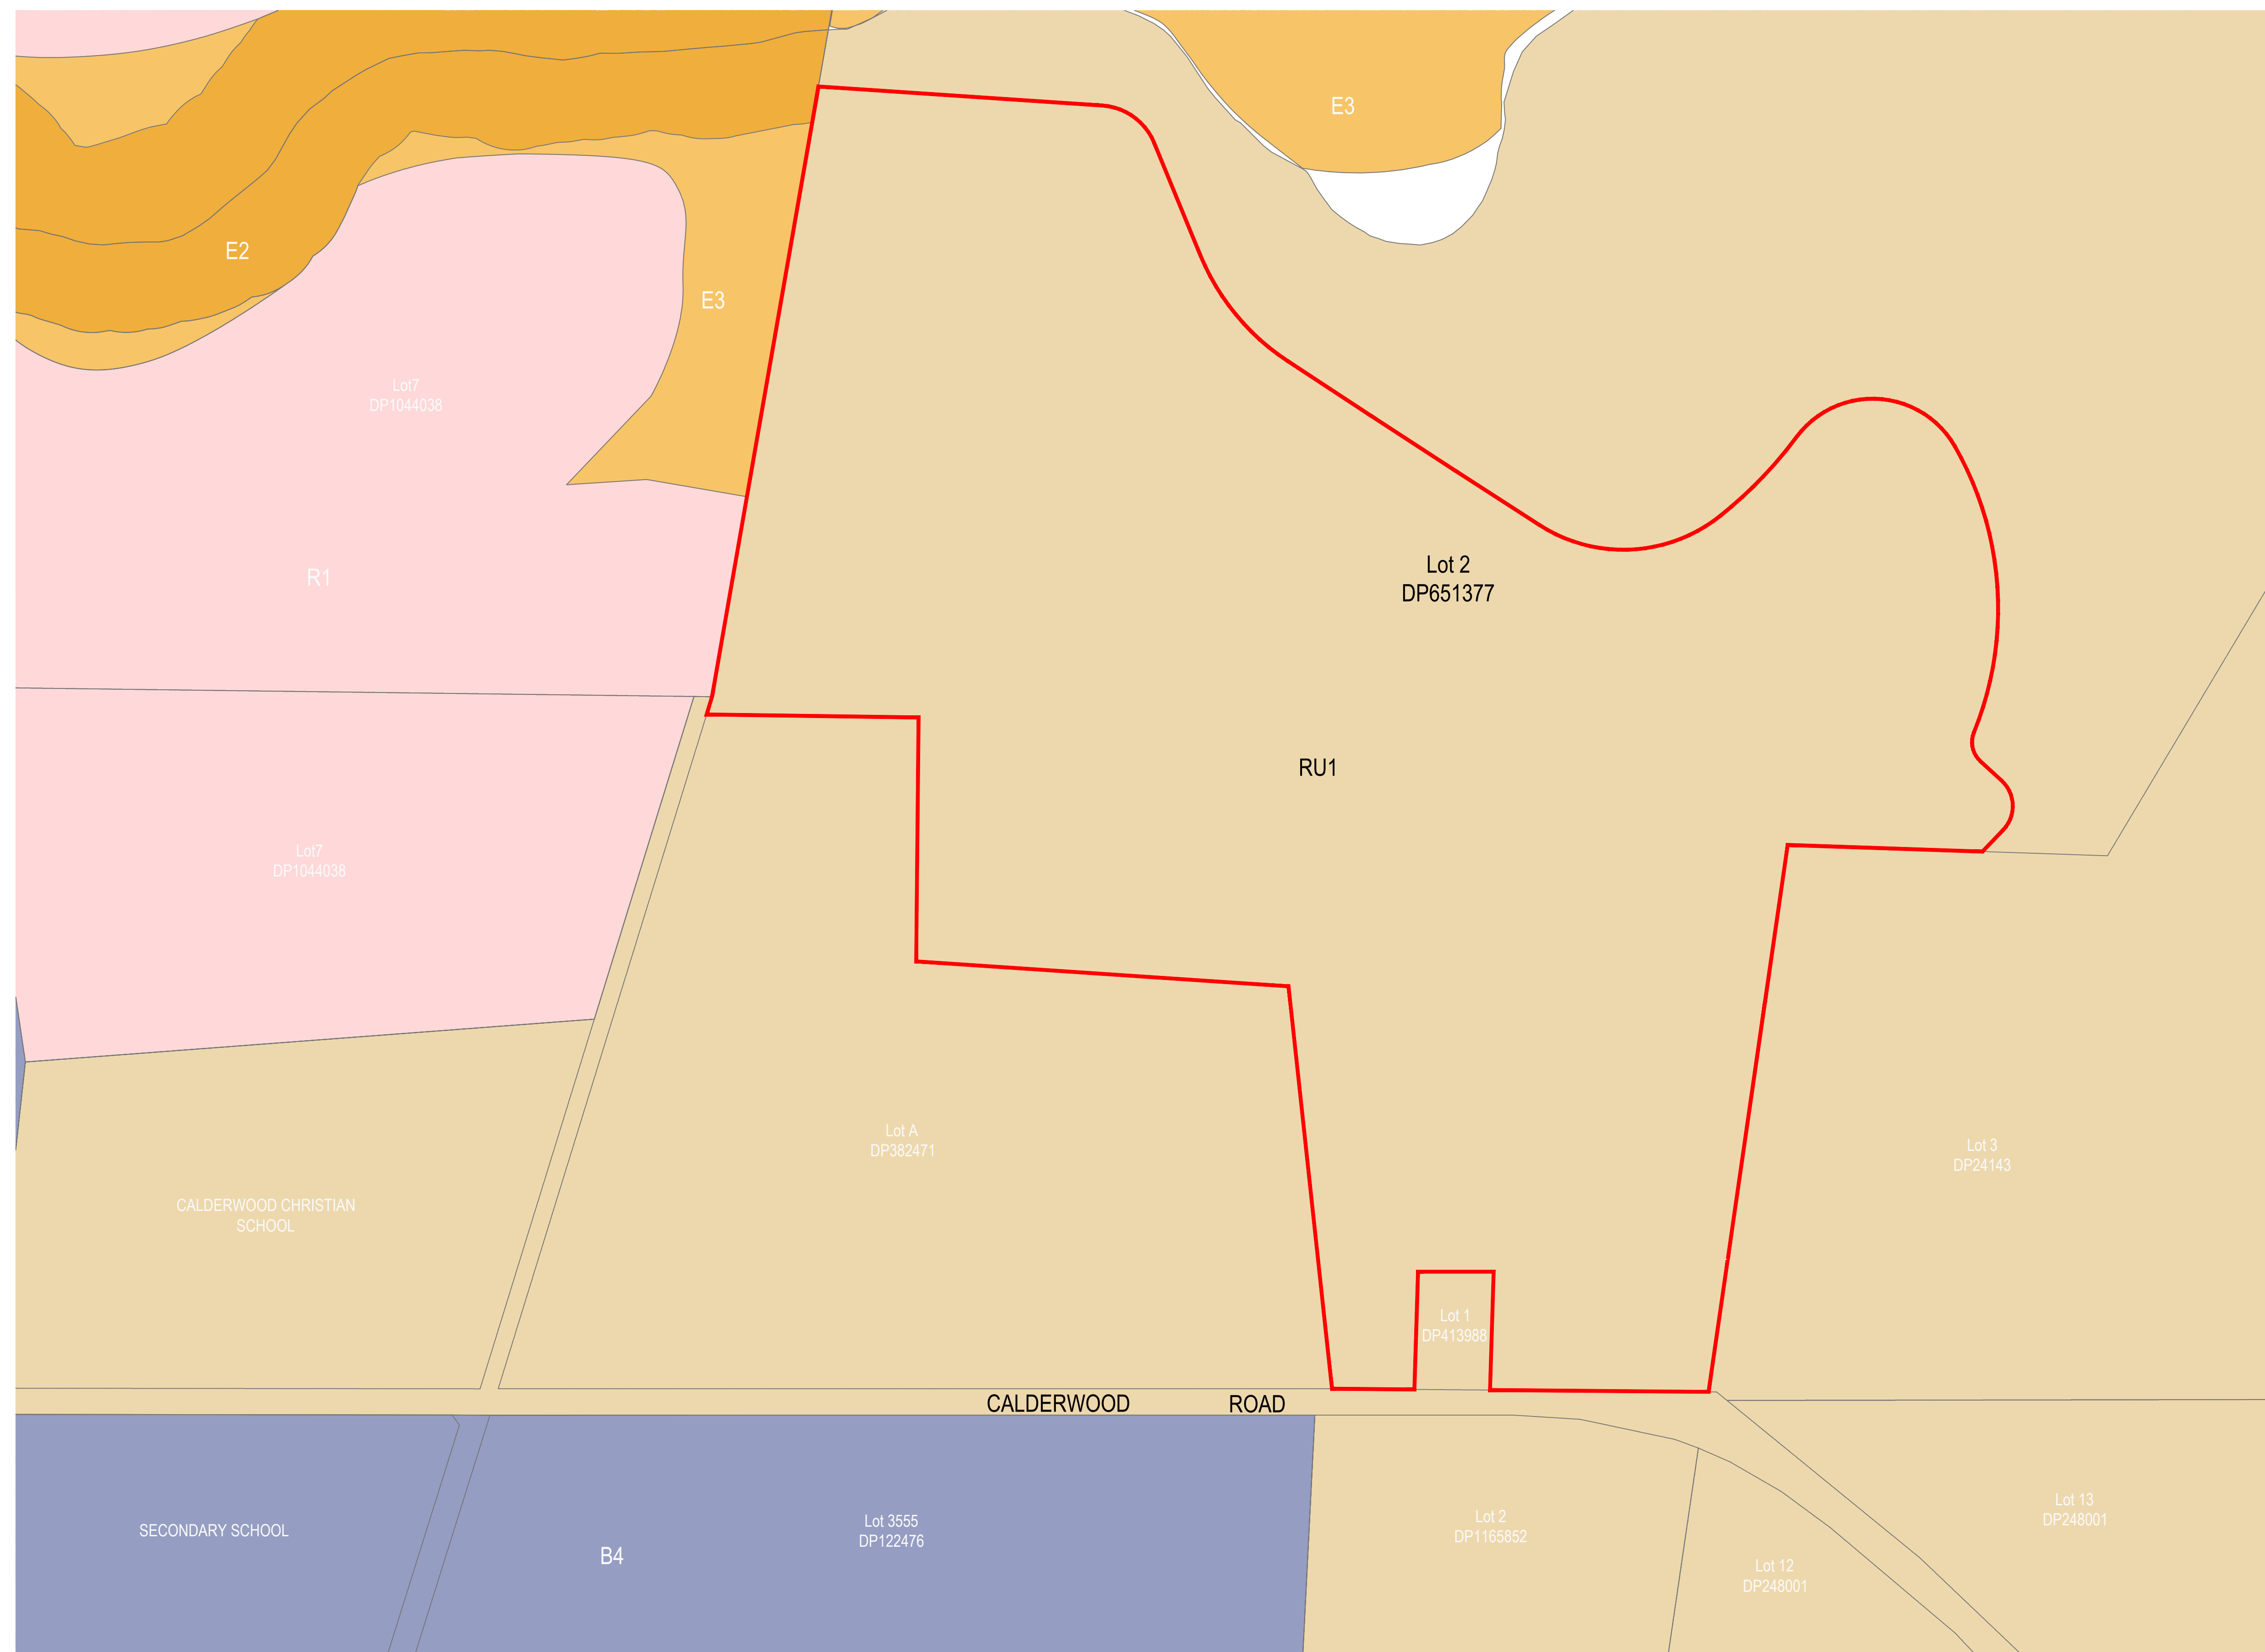 E3
E2
E3
Lot7
DP1044038
Lot 2
DP651377
R1
RU1
Lot7
DP1044038
Lot A
DP382471
Lot 3
DP24143
CALDERWOOD CHRISTIAN
SCHOOL
Lot 1
DP413988
CALDERWOOD ROAD
Lot 13
DP248001
Lot 3555
DP122476
Lot 2
DP1165852
SECONDARY SCHOOL
B4
Lot 12
DP248001